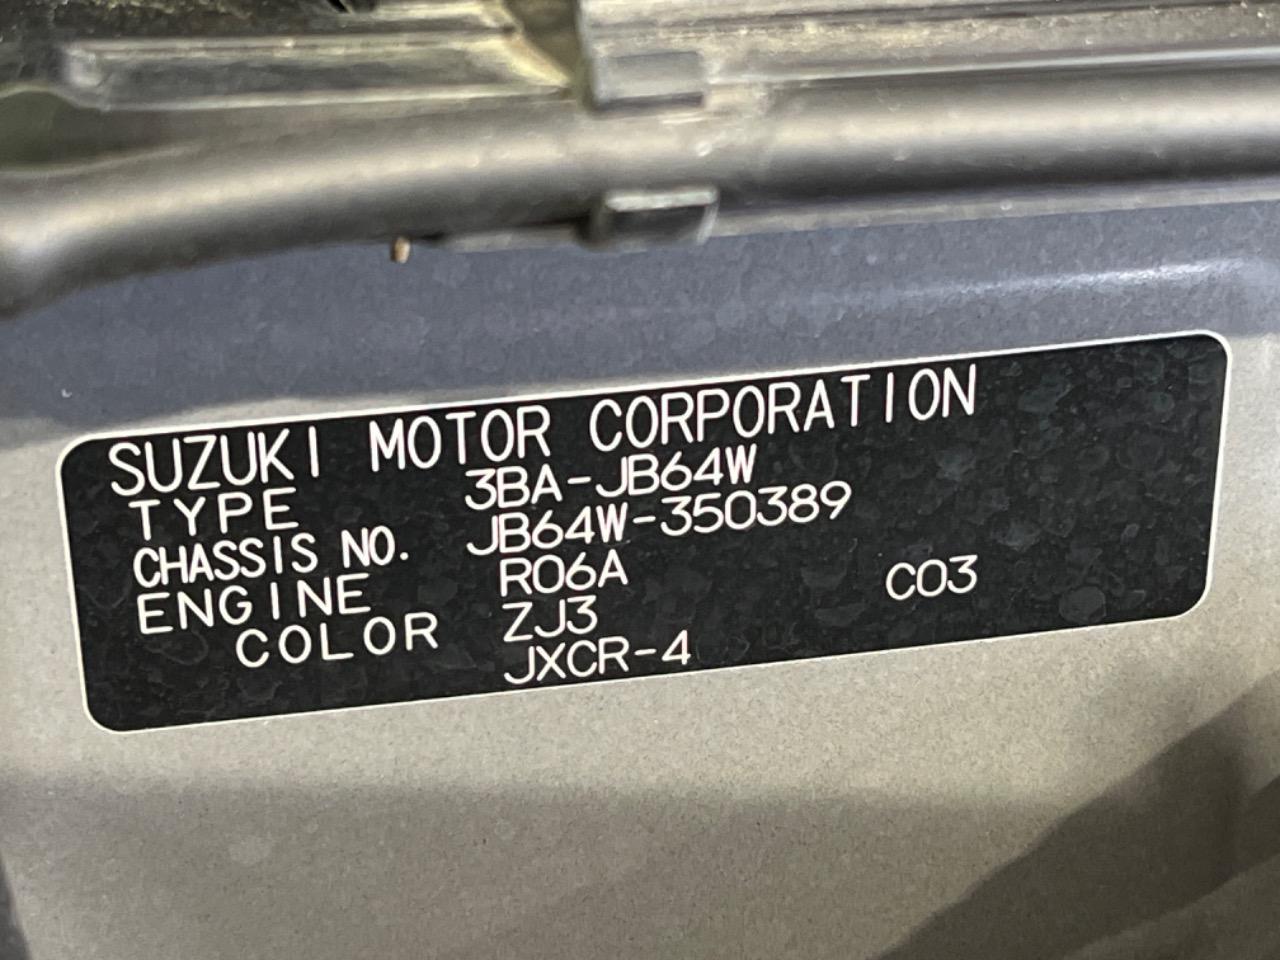 SUZUKI MOTOR CORPORATION
TYPE 3BA-JB64W
CHASSIS NO. JB64W-350389
ENGINE R06A C03
COLOR ZJ3
JXCR-4